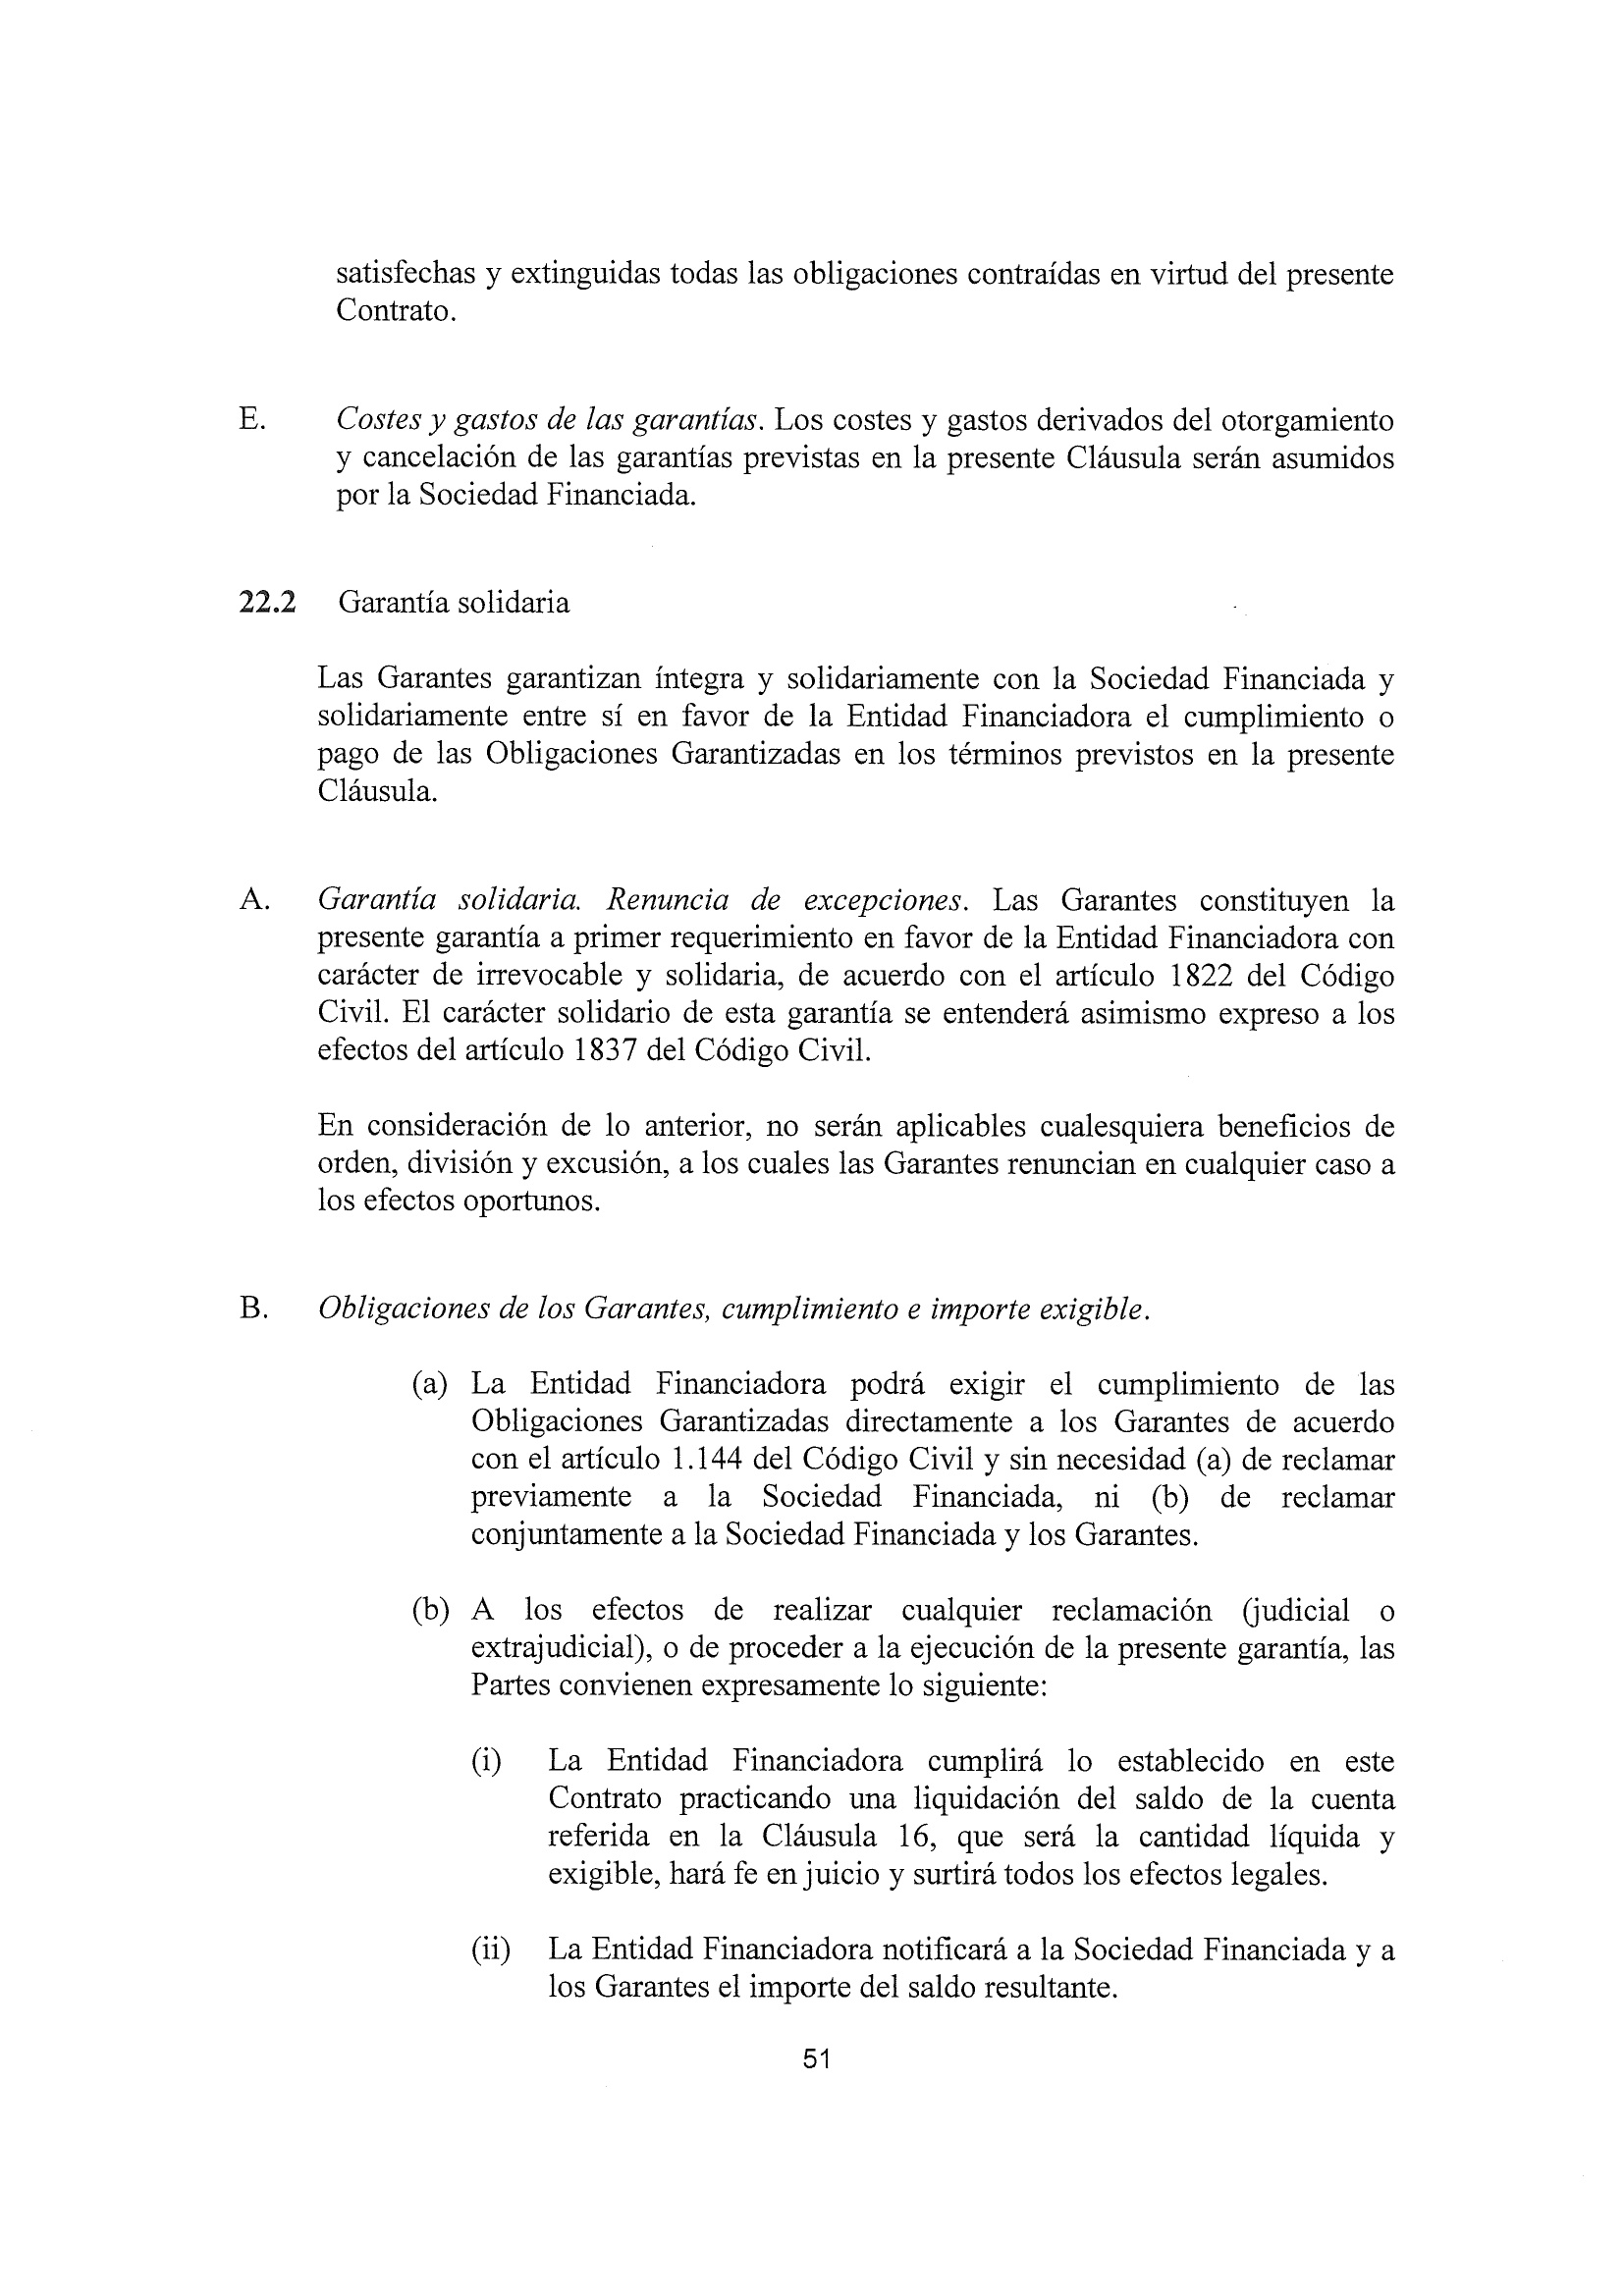 satisfechas y extinguidas todas las obligaciones contraídas en virtud del presente
Contrato.
E. Costes y gastos de las garantías. Los costes y gastos derivados del otorgamiento
y cancelación de las garantías previstas en la presente Cláusula serán asumidos
por la Sociedad Financiada.
22.2 Garantía solidaria
Las Garantes garantizan íntegra y solidariamente con la Sociedad Financiada y
solidariamente entre sí en favor de la Entidad Financiadora el cumplimiento o
pago de las Obligaciones Garantizadas en los términos previstos en la presente
Cláusula.
A. Garantía solidaria. Renuncia de excepciones. Las Garantes constituyen la
presente garantía a primer requerimiento en favor de la Entidad Financiadora con
carácter de irrevocable y solidaria, de acuerdo con el artículo 1822 del Código
Civil. El carácter solidario de esta garantía se entenderá asimismo expreso a los
efectos del artículo 1837 del Código Civil.
En consideración de lo anterior, no serán aplicables cualesquiera beneficios de
orden, división y excusión, a los cuales las Garantes renuncian en cualquier caso a
los efectos oportunos.
B. Obligaciones de los Garantes, cumplimiento e importe exigible.
(a) La Entidad Financiadora podrá exigir el cumplimiento de las
Obligaciones Garantizadas directamente a los Garantes de acuerdo
con el artículo 1.144 del Código Civil y sin necesidad (a) de reclamar
previamente a la Sociedad Financiada, ni (b) de reclamar
conjuntamente a la Sociedad Financiada y los Garantes.
(b) A los efectos de realizar cualquier reclamación (judicial o
extrajudicial), o de proceder a la ejecución de la presente garantía, las
Partes convienen expresamente lo siguiente:
(i) La Entidad Financiadora cumplirá lo establecido en este
Contrato practicando una liquidación del saldo de la cuenta
referida en la Cláusula 16, que será la cantidad líquida y
exigible, hará fe en juicio y surtirá todos los efectos legales.
(ii) La Entidad Financiadora notificará a la Sociedad Financiada y a
los Garantes el importe del saldo resultante.
51